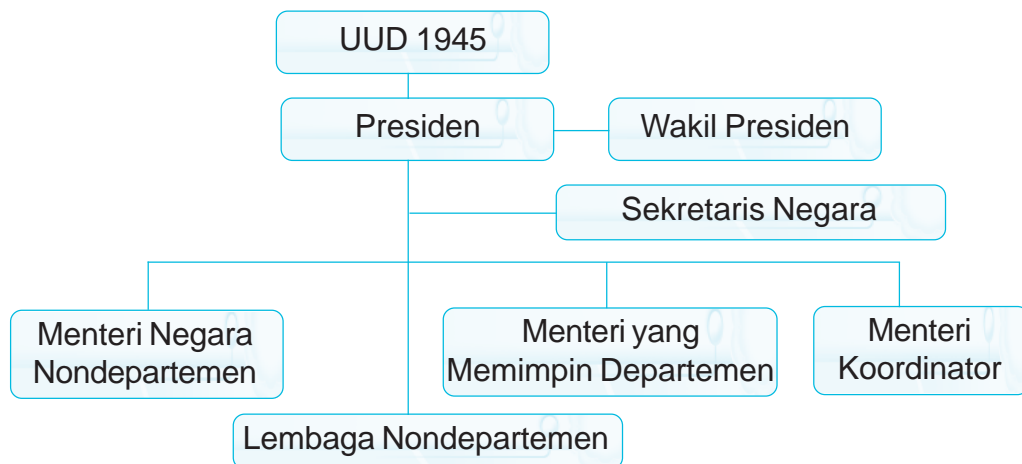 UUD 1945
Presiden
Wakil Presiden
Sekretaris Negara
Menteri Negara
Nondepartemen
Menteri yang
Memimpin Departemen
Menteri
Koordinator
Lembaga Nondepartemen